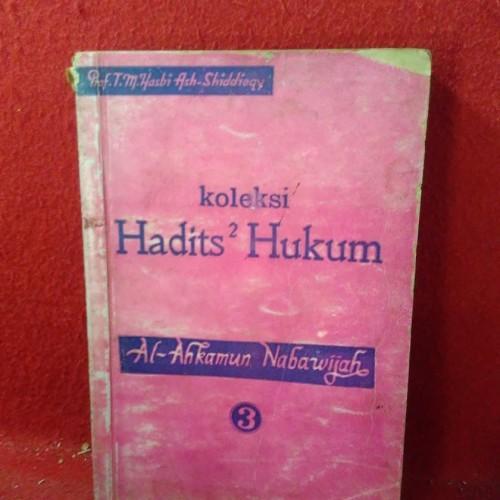 Prof. T. M. Hasbi Ash-Shiddieqy
koleksi
Hadits² Hukum
Al-Ahkamun Nabawijah
3